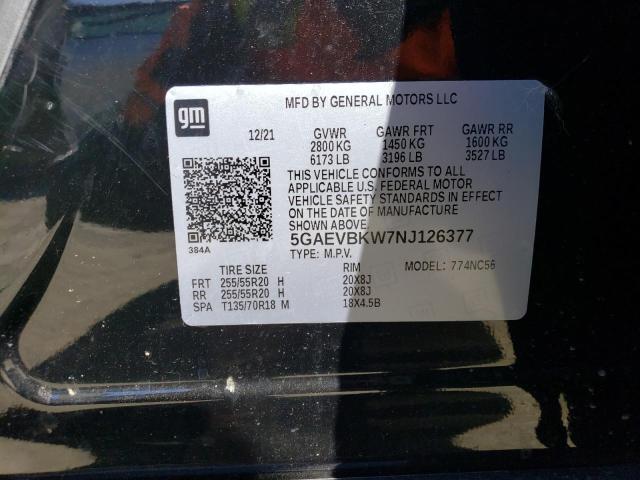 gm
MFD BY GENERAL MOTORS LLC
12/21 GVWR GAWR FRT GAWR RR
2800 KG 1450 KG 1600 KG
6173 LB 3196 LB 3527 LB
THIS VEHICLE CONFORMS TO ALL
APPLICABLE U.S. FEDERAL MOTOR
VEHICLE SAFETY STANDARDS IN EFFECT
ON THE DATE OF MANUFACTURE
SHOWN ABOVE.
384A
5GAEVBKW7NJ126377
TYPE: M.P.V. MODEL: 774NC56
TIRE SIZE RIM
FRT 255/55R20 H 20X8J
RR 255/55R20 H 20X8J
SPA T135/70R18 M 18X4.5B